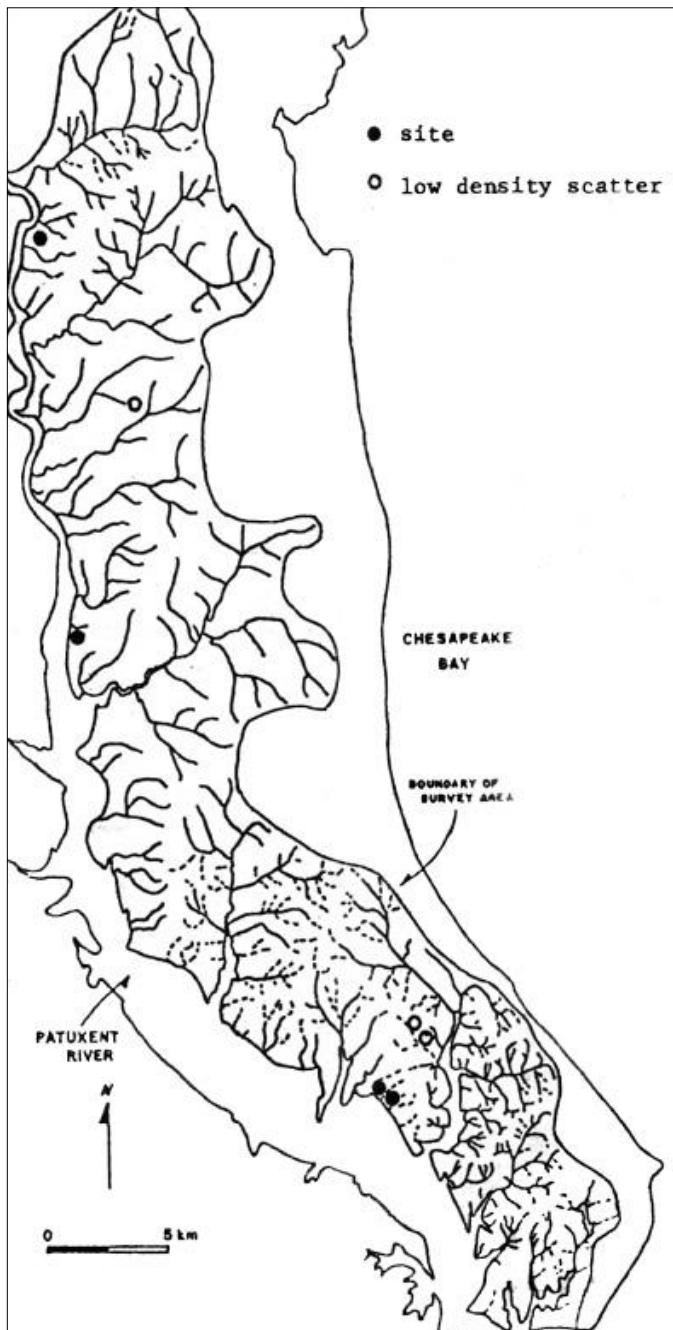 site
low density scatter
CHESAPEAKE
BAY
BOUNDARY OF
SURVEY AREA
PATUXENT
RIVER
N
0 5 km